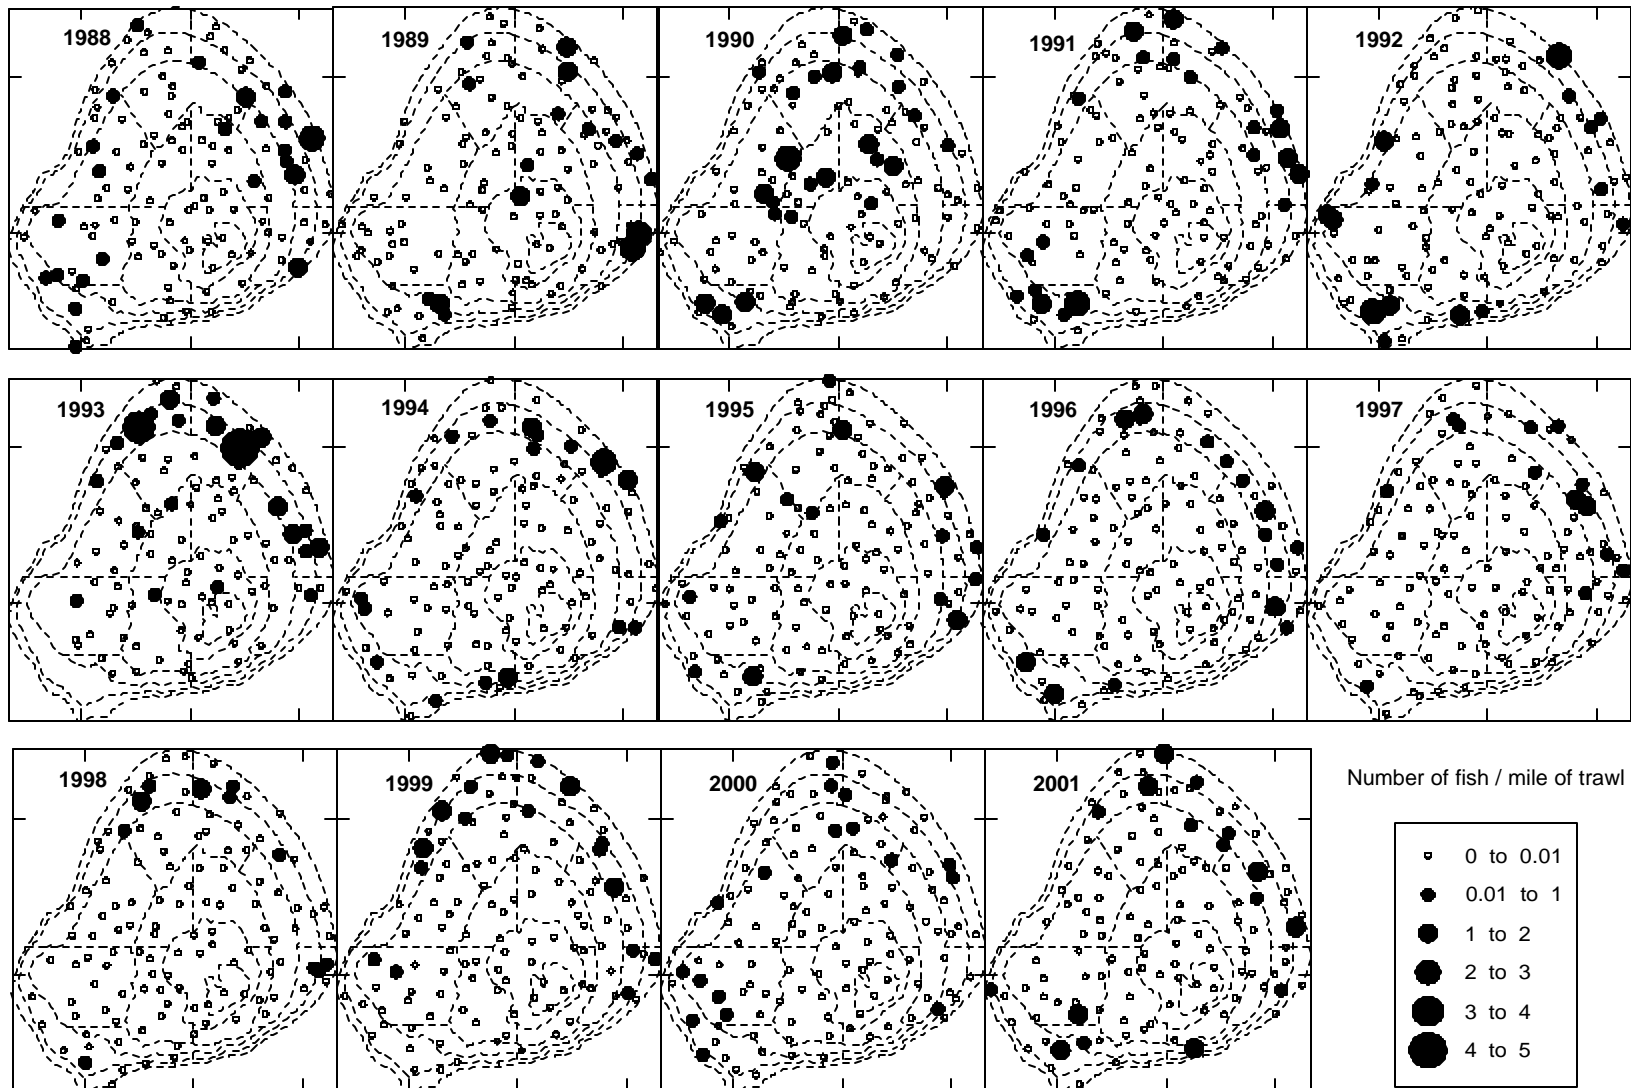 1988
1989
1990
1991
1992
1993
1994
1995
1996
1997
1998
1999
2000
2001
Number of fish / mile of trawl
0 to 0.01
0.01 to 1
1 to 2
2 to 3
3 to 4
4 to 5